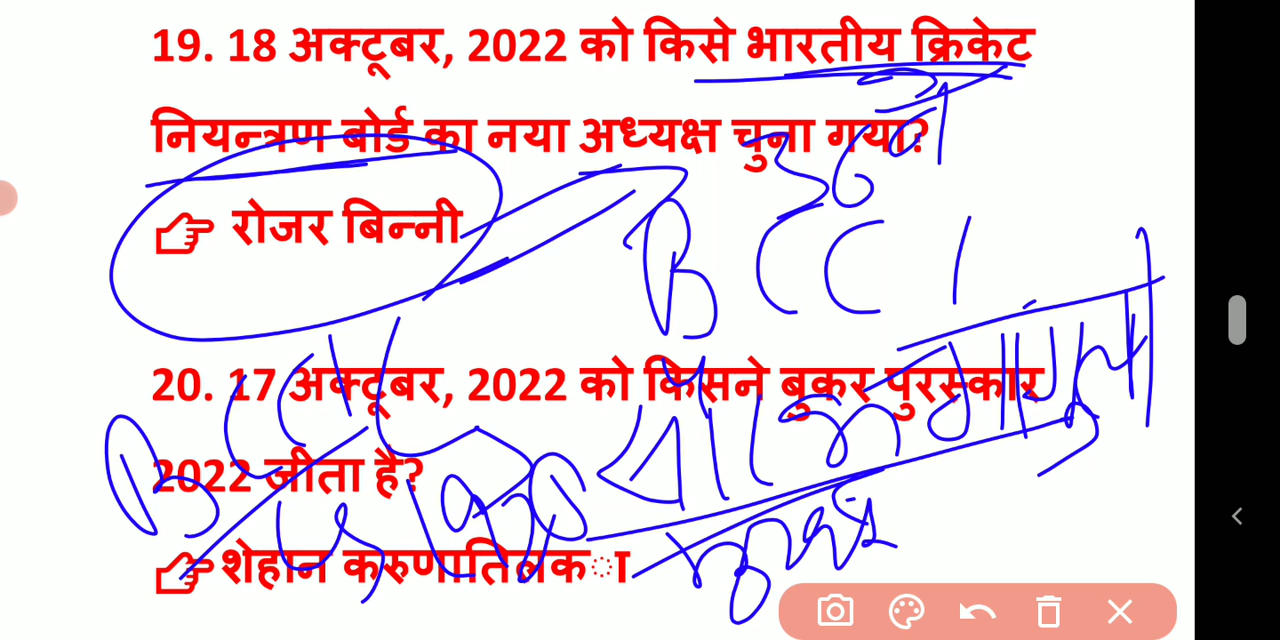 19. 18 अक्टूबर, 2022 को किसे भारतीय क्रिकेट
नियन्त्रण बोर्ड का नया अध्यक्ष चुना गया?
👉 रोजर बिन्नी
36 वाँ
BCCI
20. 17 अक्टूबर, 2022 को किसने बुकर पुरस्कार
2022 जीता है?
👉 शेहान करुणातिलका